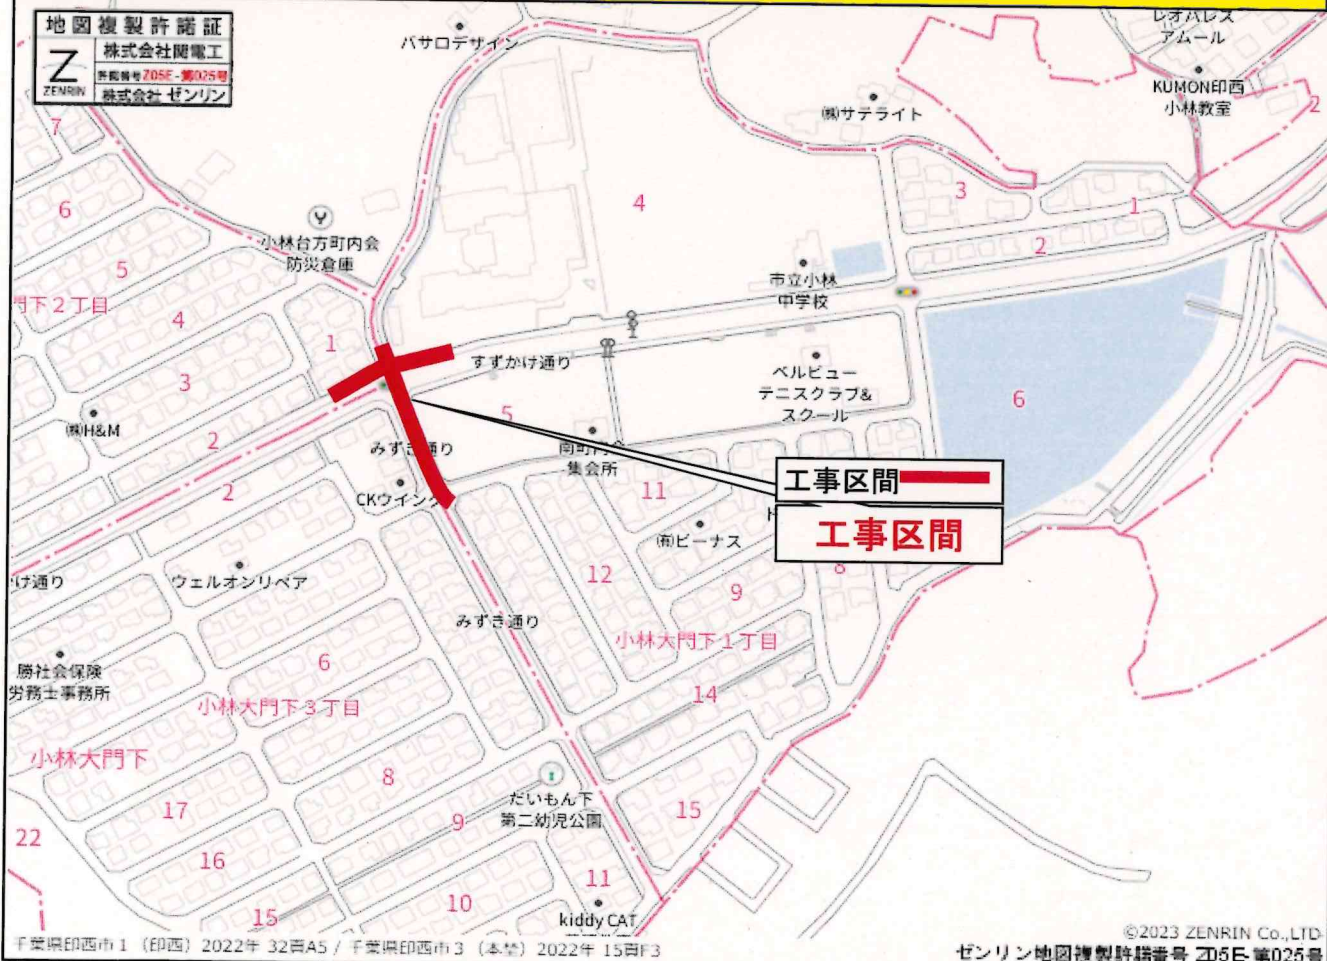 地図複製許諾証
Z
ZENRIN
株式会社関電工
許諾番号Z05E-第025号
株式会社 ゼンリン
パサロデザイン
レオパレス
アムール
KUMON印西
小林教室
2
㈱サテライト
7
6
5
4
3
2
1
門下2丁目
小林台方町内会
防災倉庫
4
3
1
2
市立小林
中学校
すずかけ通り
ベルビュー
テニスクラブ&
スクール
6
5
㈱H&M
みずき通り
南町内会
集会所
工事区間
工事区間
2
CKウイング
11
㈲ビーナス
け通り
ウェルオンリペア
12
9
8
みずき通り
小林大門下1丁目
勝社会保険
労務士事務所
6
14
小林大門下3丁目
小林大門下
8
だいもん下
第二幼児公園
17
9
15
22
16
11
15
10
kiddy CAT
千葉県印西市1 (印西) 2022年 32頁A5 / 千葉県印西市3 (本埜) 2022年 15頁F3
©2023 ZENRIN Co.,LTD
ゼンリン地図複製許諾番号 Z05E-第025号